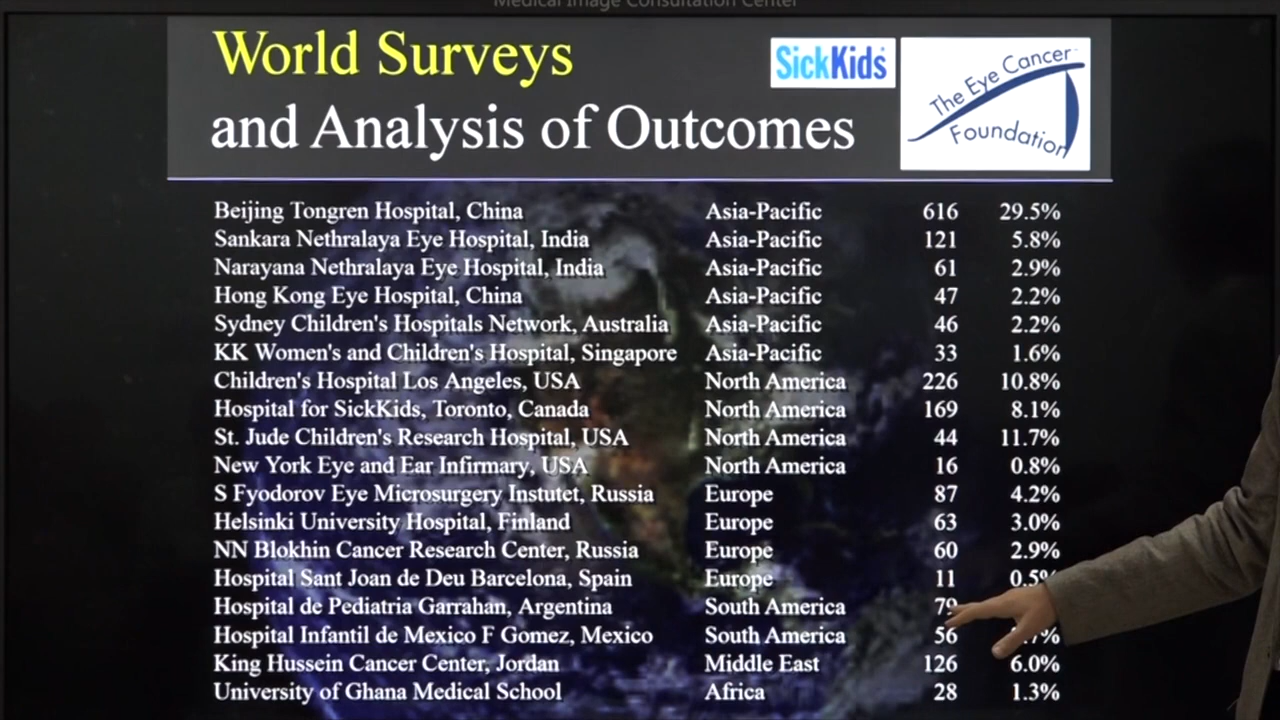 Medical Image Consultation Center
World Surveys
and Analysis of Outcomes
SickKids
The Eye Cancer
Foundation
Beijing Tongren Hospital, China Asia-Pacific 616 29.5%
Sankara Nethralaya Eye Hospital, India Asia-Pacific 121 5.8%
Narayana Nethralaya Eye Hospital, India Asia-Pacific 61 2.9%
Hong Kong Eye Hospital, China Asia-Pacific 47 2.2%
Sydney Children's Hospitals Network, Australia Asia-Pacific 46 2.2%
KK Women's and Children's Hospital, Singapore Asia-Pacific 33 1.6%
Children's Hospital Los Angeles, USA North America 226 10.8%
Hospital for SickKids, Toronto, Canada North America 169 8.1%
St. Jude Children's Research Hospital, USA North America 44 11.7%
New York Eye and Ear Infirmary, USA North America 16 0.8%
S Fyodorov Eye Microsurgery Instutet, Russia Europe 87 4.2%
Helsinki University Hospital, Finland Europe 63 3.0%
NN Blokhin Cancer Research Center, Russia Europe 60 2.9%
Hospital Sant Joan de Deu Barcelona, Spain Europe 11 0.5%
Hospital de Pediatria Garrahan, Argentina South America 79
Hospital Infantil de Mexico F Gomez, Mexico South America 56
King Hussein Cancer Center, Jordan Middle East 126 6.0%
University of Ghana Medical School Africa 28 1.3%